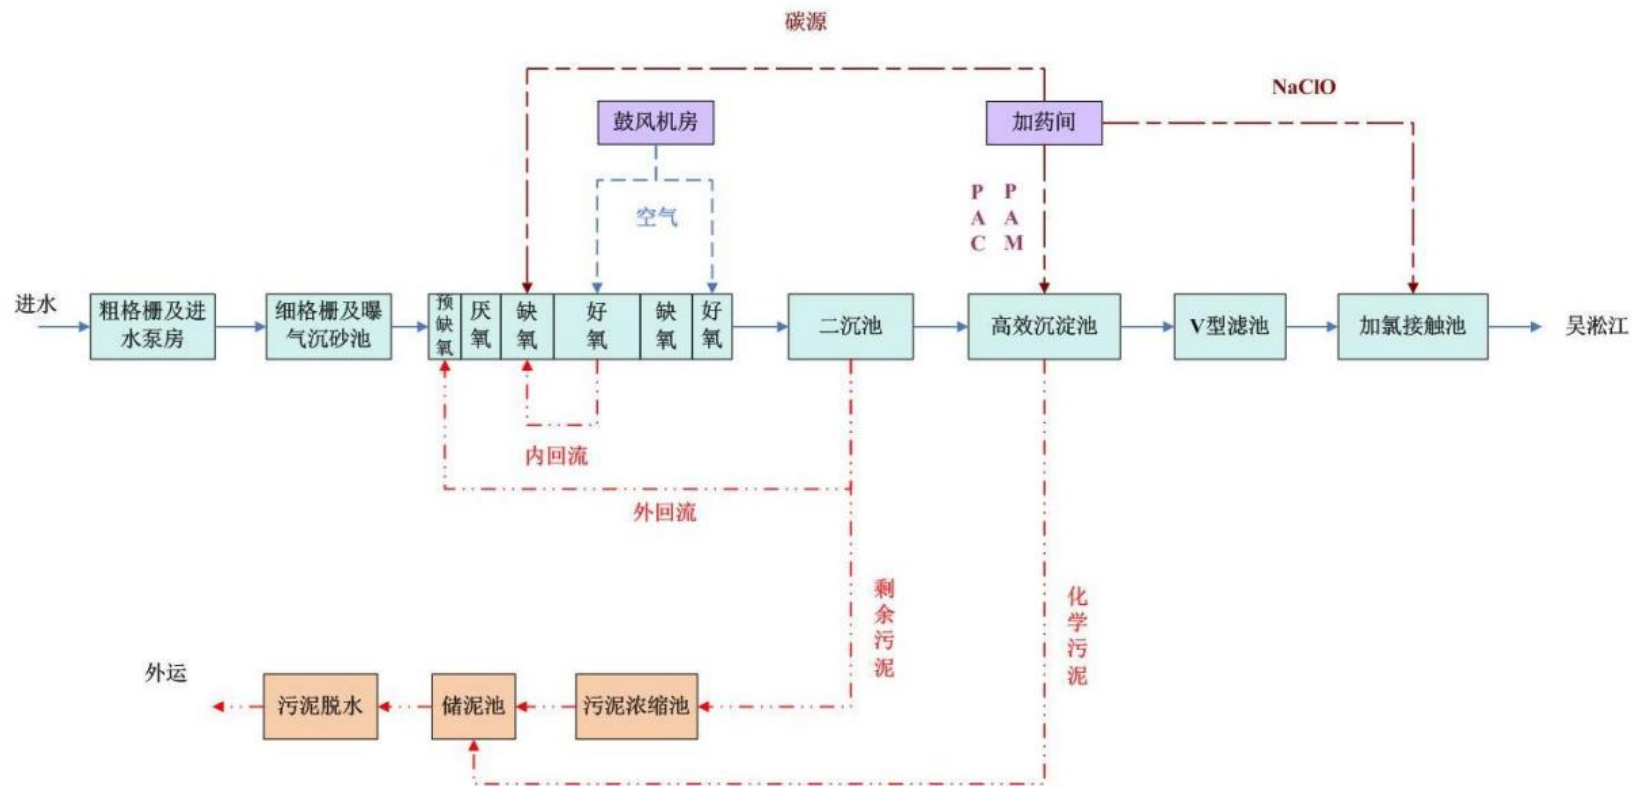 碳源
NaClO
鼓风机房
加药间
P P
A A
C M
空气
进水
粗格栅及进
水泵房
细格栅及曝
气沉砂池
预
缺
氧
厌
氧
缺
氧
好
氧
缺
氧
好
氧
二沉池
高效沉淀池
V型滤池
加氯接触池
吴淞江
内回流
外回流
剩
余
污
泥
化
学
污
泥
外运
污泥脱水
储泥池
污泥浓缩池